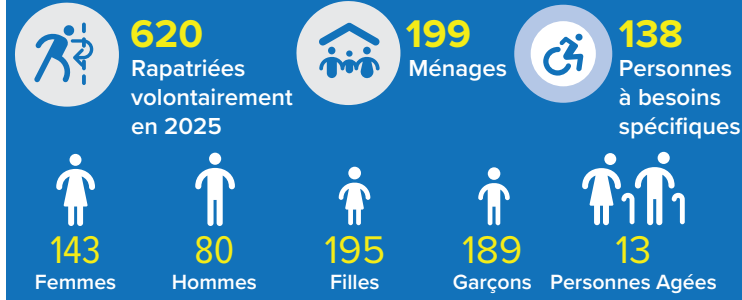 620
Rapatriées
volontairement
en 2025
199
Ménages
138
Personnes
à besoins
spécifiques
143
Femmes
80
Hommes
195
Filles
189
Garçons
13
Personnes Agées